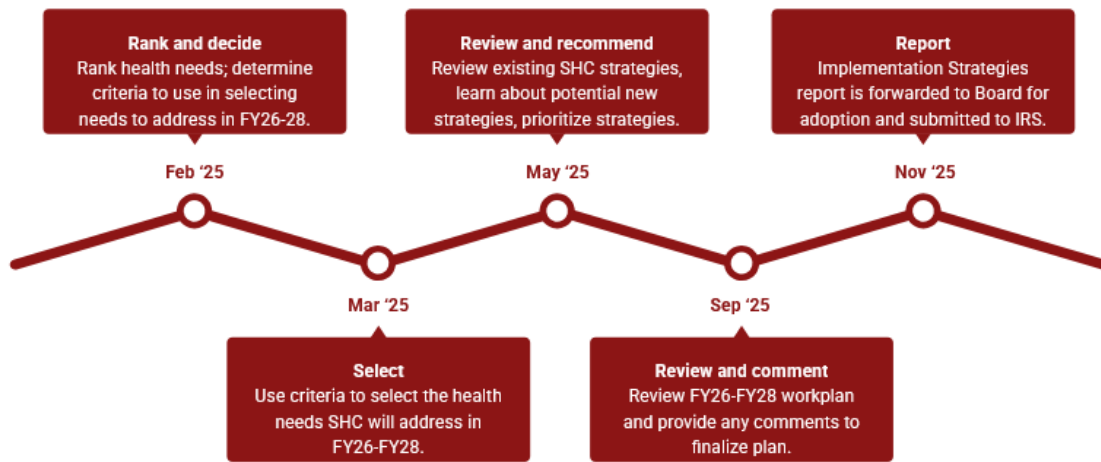 Rank and decide
Rank health needs; determine
criteria to use in selecting
needs to address in FY26-28.
Feb ‘25
Mar ‘25
Select
Use criteria to select the health
needs SHC will address in
FY26-FY28.
Review and recommend
Review existing SHC strategies,
learn about potential new
strategies, prioritize strategies.
May ‘25
Sep ‘25
Review and comment
Review FY26-FY28 workplan
and provide any comments to
finalize plan.
Report
Implementation Strategies
report is forwarded to Board for
adoption and submitted to IRS.
Nov ‘25